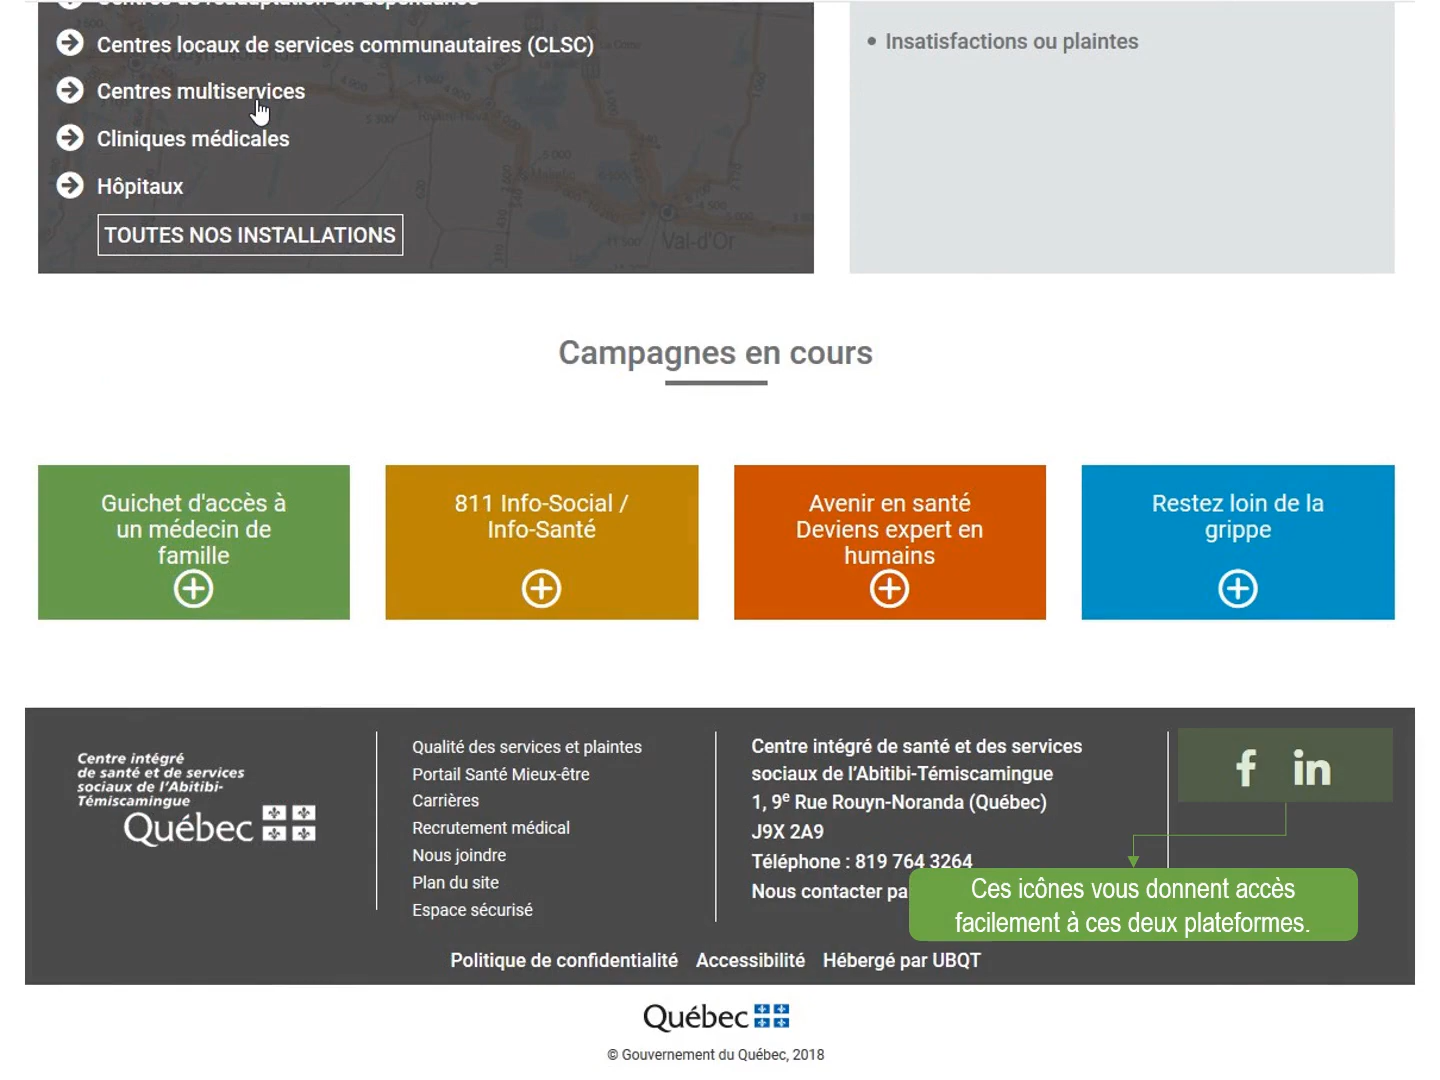 Centres locaux de services communautaires (CLSC)
Centres multiservices
Cliniques médicales
Hôpitaux
TOUTES NOS INSTALLATIONS
Val-d'Or
• Insatisfactions ou plaintes
Campagnes en cours
Guichet d'accès à
un médecin de
famille
811 Info-Social /
Info-Santé
Avenir en santé
Deviens expert en
humains
Restez loin de la
grippe
Centre intégré
de santé et de services
sociaux de l'Abitibi-
Témiscamingue
Québec
Qualité des services et plaintes
Portail Santé Mieux-être
Carrières
Recrutement médical
Nous joindre
Plan du site
Espace sécurisé
Centre intégré de santé et des services
sociaux de l'Abitibi-Témiscamingue
1, 9e Rue Rouyn-Noranda (Québec)
J9X 2A9
Téléphone : 819 764 3264
Nous contacter pa
f in
Ces icônes vous donnent accès
facilement à ces deux plateformes.
Politique de confidentialité Accessibilité Hébergé par UBQT
Québec
© Gouvernement du Québec, 2018